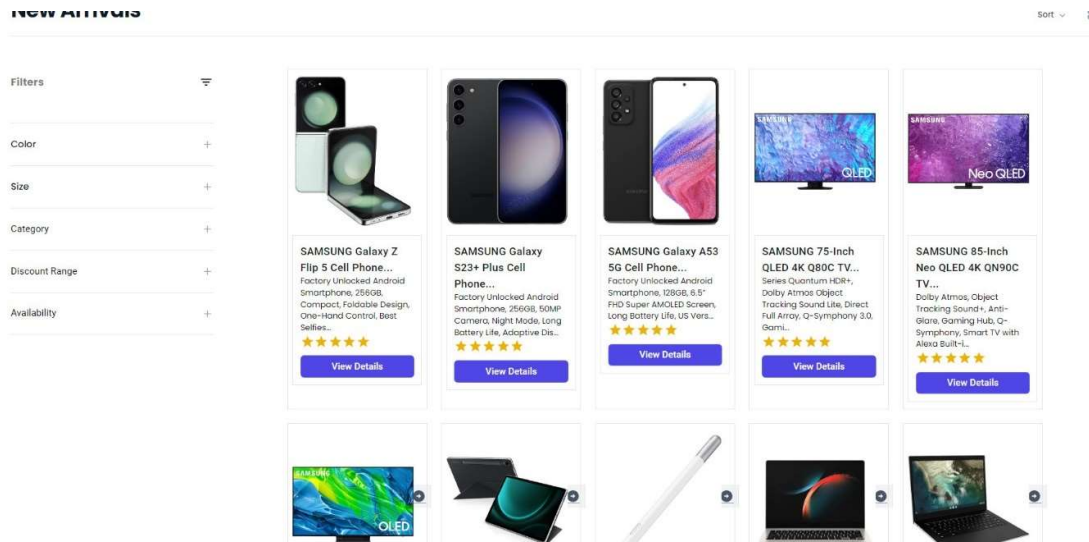 New Arrivals
Sort
Filters
Color
Size
Category
Discount Range
Availability
SAMSUNG Galaxy Z
Flip 5 Cell Phone...
Factory Unlocked Android
Smartphone, 256GB,
Compact, Foldable Design,
One-Hand Control, Best
Selfies...
View Details
SAMSUNG Galaxy
S23+ Plus Cell
Phone...
Factory Unlocked Android
Smartphone, 256GB, 50MP
Camera, Night Mode, Long
Battery Life, Adaptive Dis...
View Details
SAMSUNG Galaxy A53
5G Cell Phone...
Factory Unlocked Android
Smartphone, 128GB, 6.5”
FHD Super AMOLED Screen,
Long Battery Life, US Vers...
View Details
SAMSUNG
QLED
SAMSUNG 75-Inch
QLED 4K Q80C TV...
Series Quantum HDR+,
Dolby Atmos Object
Tracking Sound Lite, Direct
Full Array, Q-Symphony 3.0,
Gami...
View Details
SAMSUNG
Neo QLED
SAMSUNG 85-Inch
Neo QLED 4K QN90C
TV...
Dolby Atmos, Object
Tracking Sound+, Anti-
Glare, Gaming Hub, Q-
Symphony, Smart TV with
Alexa Built-i...
View Details
SAMSUNG
OLED